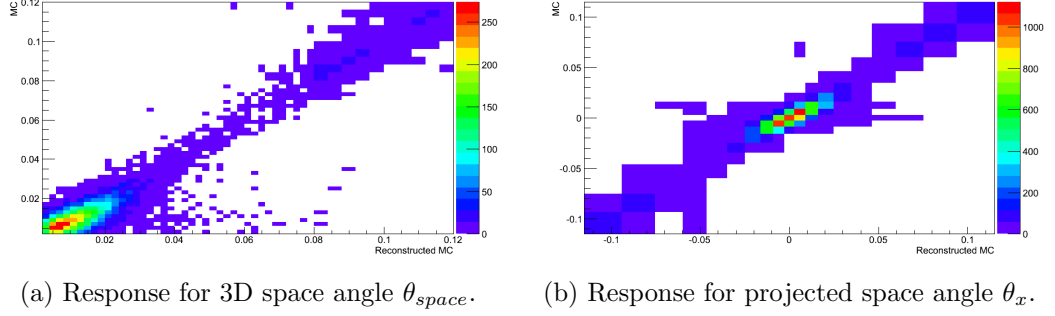 MC
0.12
0.1
0.08
0.06
0.04
0.02
0.02 0.04 0.06 0.08 0.1 0.12
Reconstructed MC
250
200
150
100
50
0
MC
0.1
0.05
0
-0.05
-0.1
-0.1 -0.05 0 0.05 0.1
Reconstructed MC
1000
800
600
400
200
0
(a) Response for 3D space angle θspace.
(b) Response for projected space angle θx.